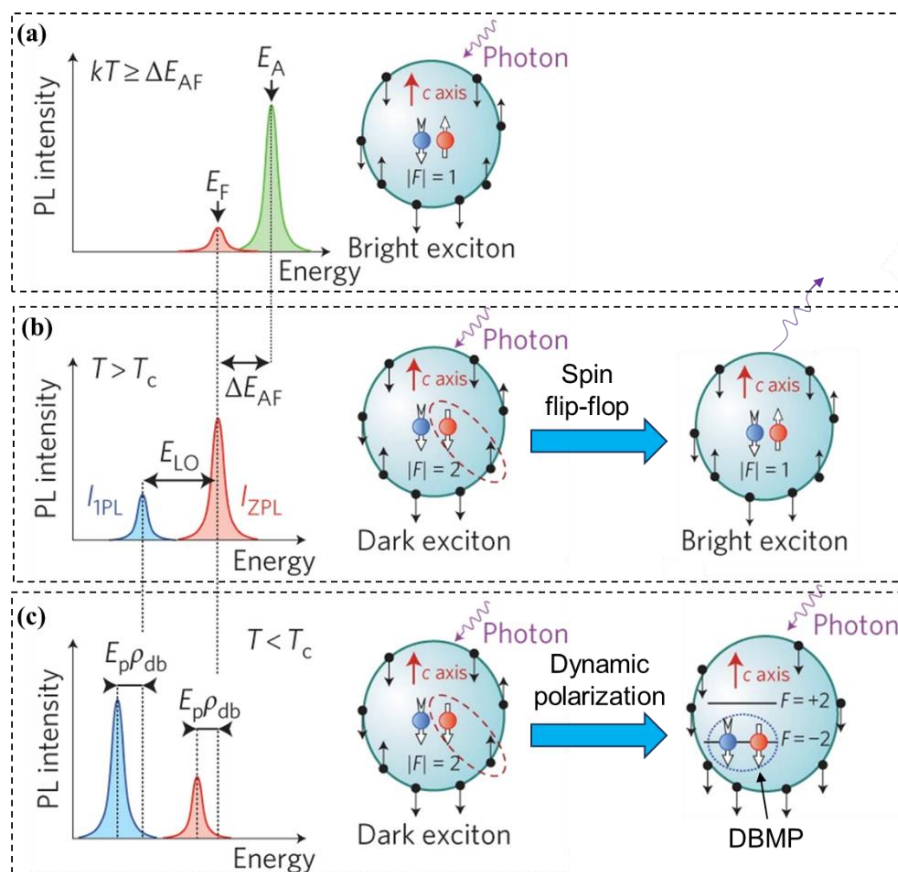 (a)
kT ≥ ΔE_AF
E_A
E_F
PL intensity
Energy
Photon
c axis
|F| = 1
Bright exciton
(b)
T > T_c
ΔE_AF
E_LO
I_1PL
I_ZPL
PL intensity
Energy
Photon
c axis
|F| = 2
Dark exciton
Spin
flip-flop
c axis
|F| = 1
Bright exciton
(c)
T < T_c
E_pρ_db
E_pρ_db
PL intensity
Energy
Photon
c axis
|F| = 2
Dark exciton
Dynamic
polarization
Photon
c axis
F = +2
F = −2
DBMP